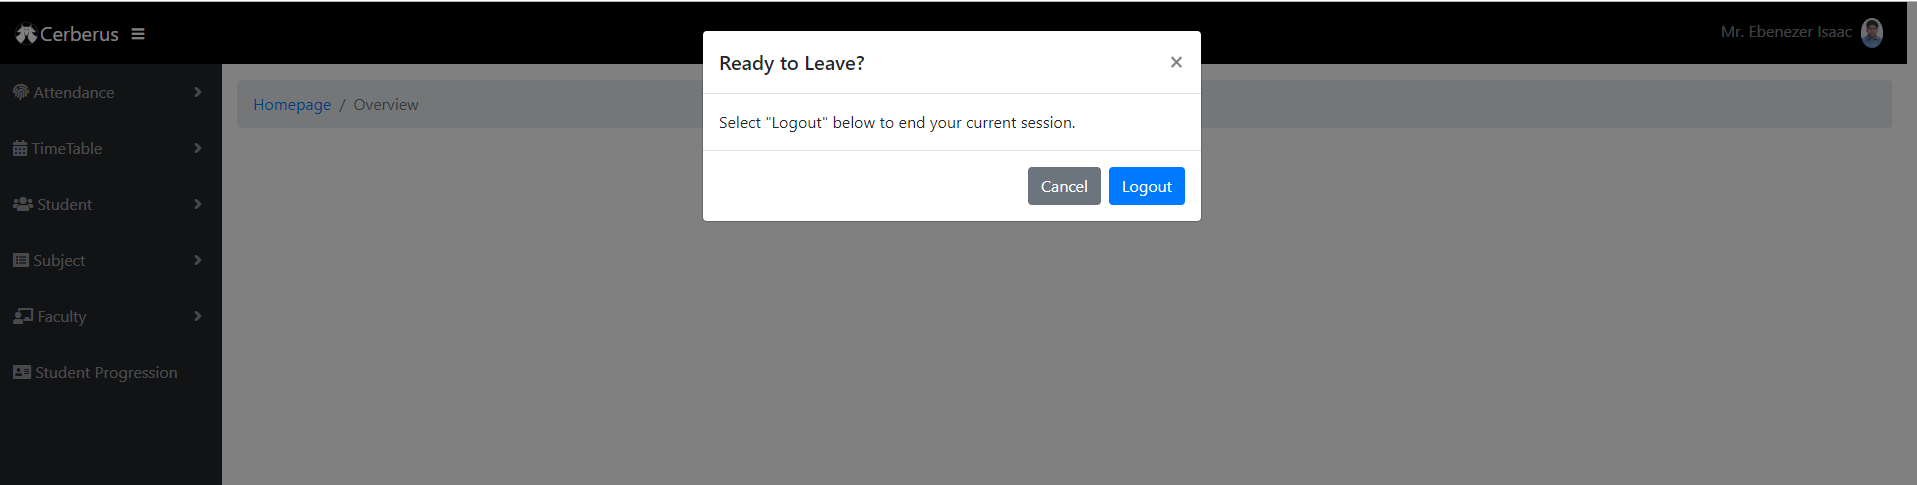 Cerberus
Mr. Ebenezer Isaac
Ready to Leave?
×
Select "Logout" below to end your current session.
Cancel
Logout
Homepage / Overview
Attendance
TimeTable
Student
Subject
Faculty
Student Progression